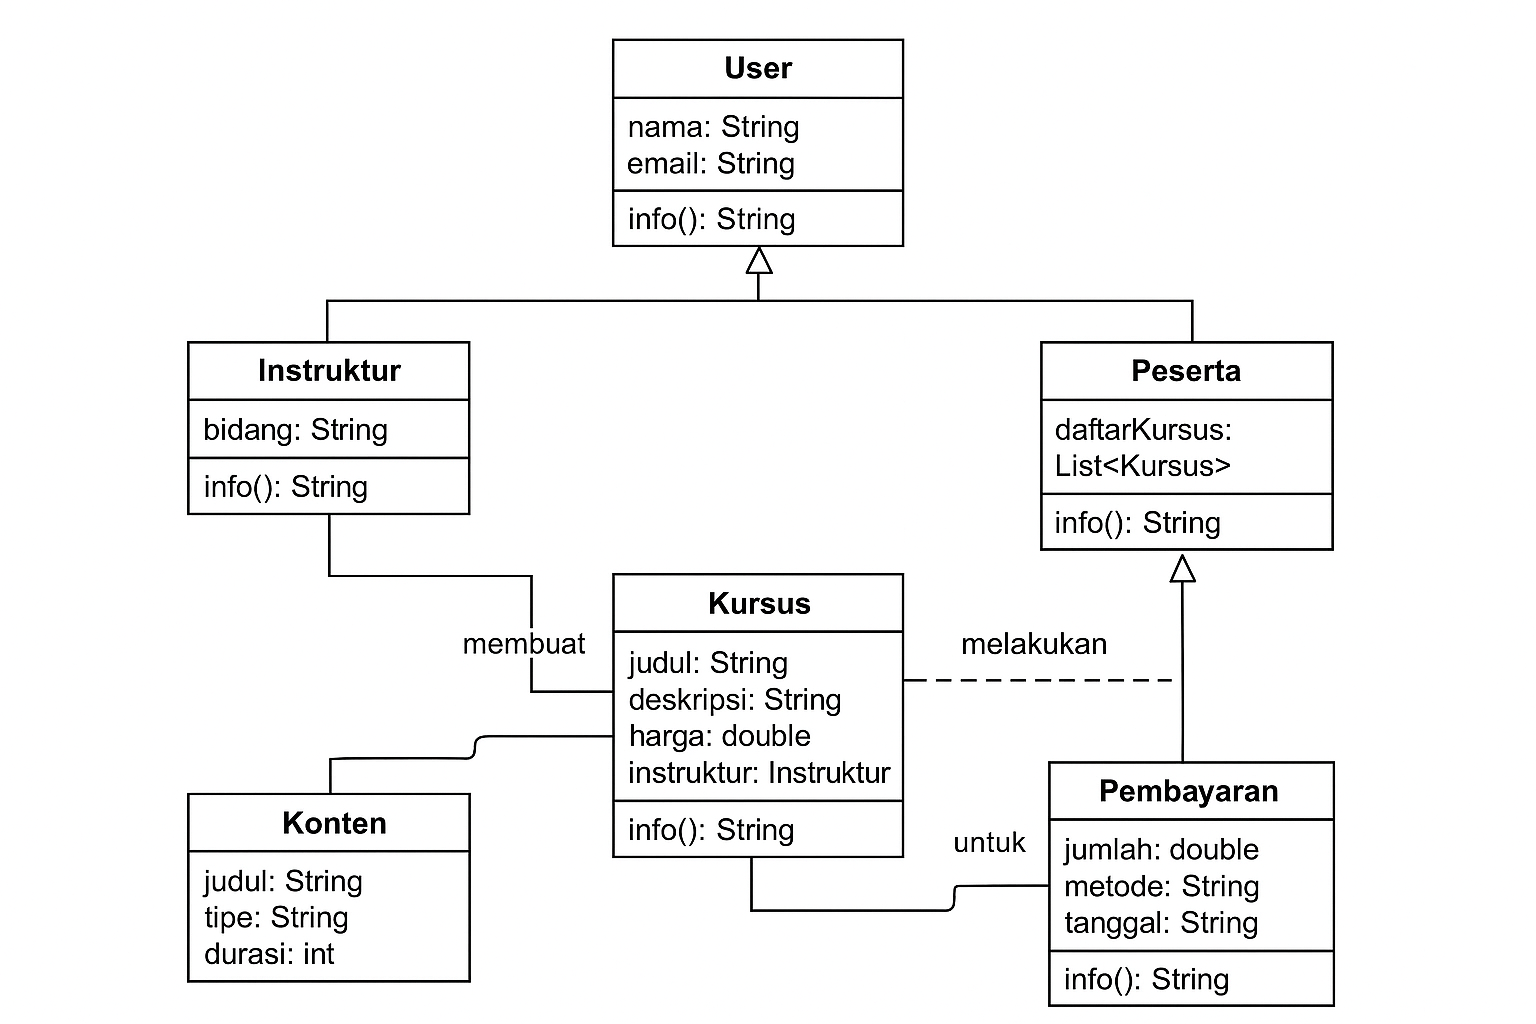 User
nama: String
email: String
info(): String
Instruktur
bidang: String
info(): String
Peserta
daftarKursus:
List<Kursus>
info(): String
membuat
Kursus
judul: String
deskripsi: String
harga: double
instruktur: Instruktur
info(): String
melakukan
Konten
judul: String
tipe: String
durasi: int
untuk
Pembayaran
jumlah: double
metode: String
tanggal: String
info(): String